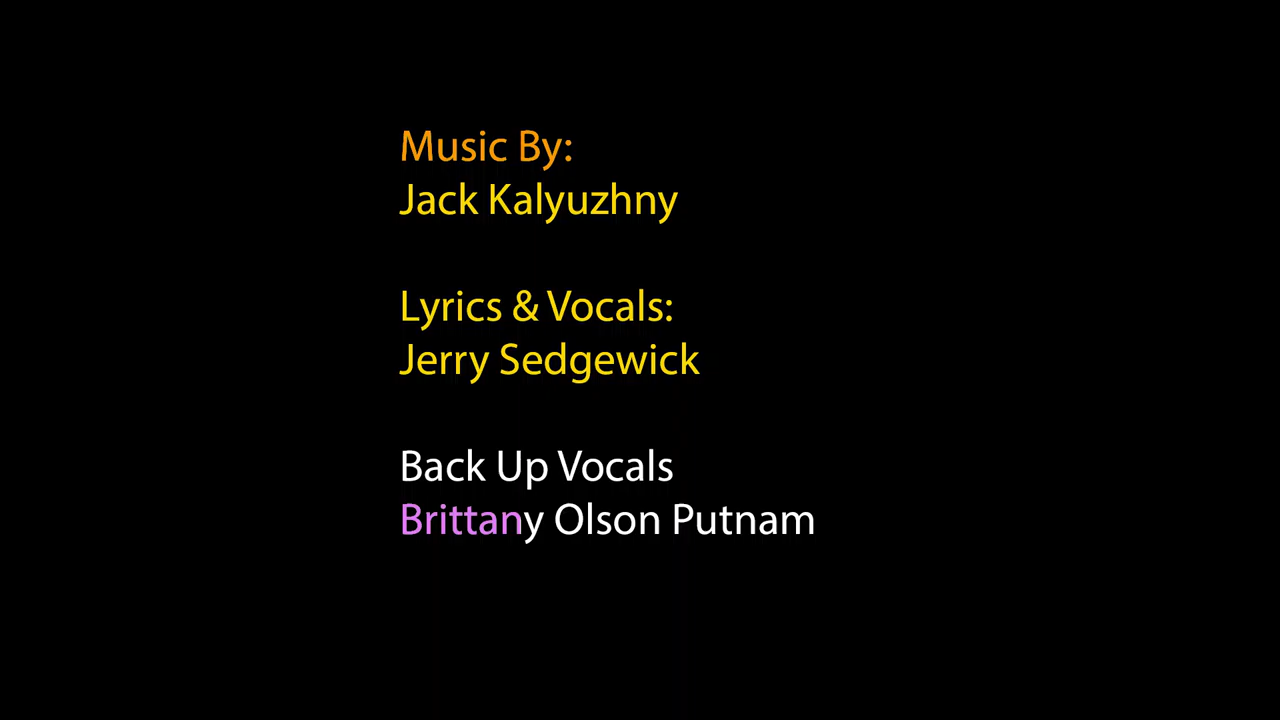 Music By:
Jack Kalyuzhny
Lyrics & Vocals:
Jerry Sedgewick
Back Up Vocals
Brittany Olson Putnam